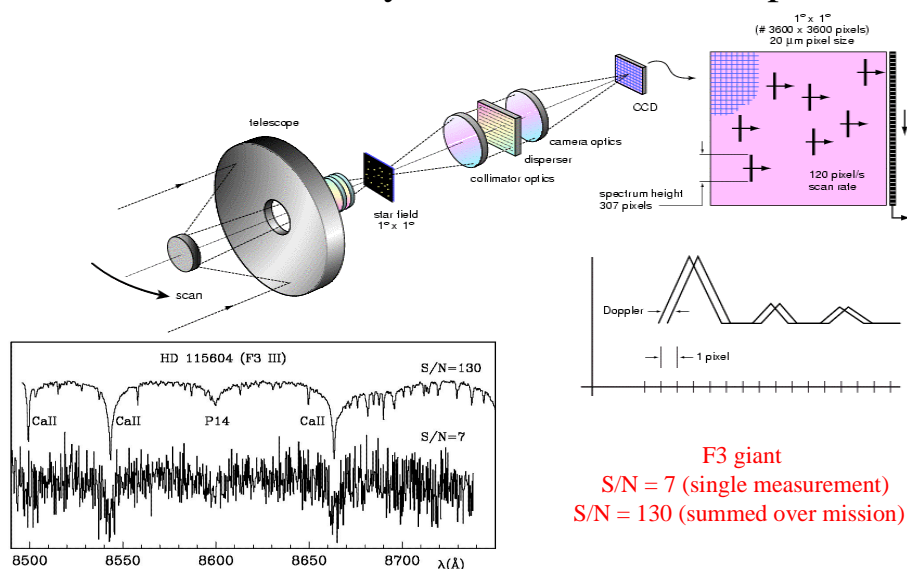 1° x 1°
(# 3600 x 3600 pixels)
20 µm pixel size
CCD
telescope
camera optics
disperser
collimator optics
star field
1° x 1°
spectrum height
307 pixels
120 pixel/s
scan rate
scan
Doppler
1 pixel
HD 115604 (F3 III)
S/N=130
CaII
CaII
P14
CaII
S/N=7
8500 8550 8600 8650 8700 λ(Å)
F3 giant
S/N = 7 (single measurement)
S/N = 130 (summed over mission)